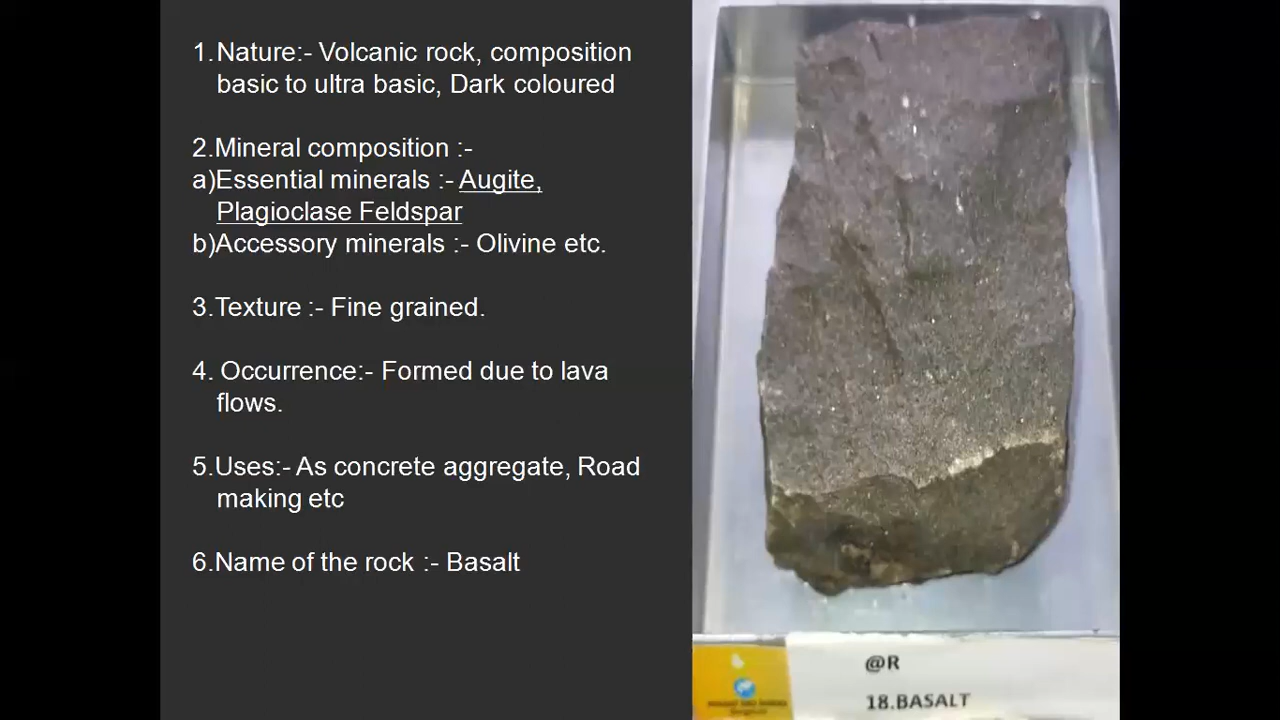 1.Nature:- Volcanic rock, composition
basic to ultra basic, Dark coloured
2.Mineral composition :-
a)Essential minerals :- Augite,
Plagioclase Feldspar
b)Accessory minerals :- Olivine etc.
3.Texture :- Fine grained.
4. Occurrence:- Formed due to lava
flows.
5.Uses:- As concrete aggregate, Road
making etc
6.Name of the rock :- Basalt
@R
18.BASALT